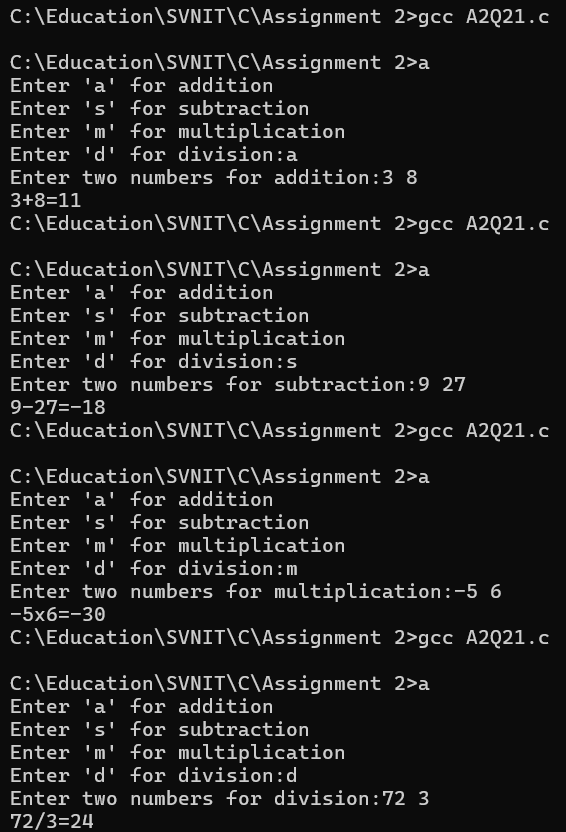 C:\Education\SVNIT\C\Assignment 2>gcc A2Q21.c
C:\Education\SVNIT\C\Assignment 2>a
Enter 'a' for addition
Enter 's' for subtraction
Enter 'm' for multiplication
Enter 'd' for division:a
Enter two numbers for addition:3 8
3+8=11
C:\Education\SVNIT\C\Assignment 2>gcc A2Q21.c
C:\Education\SVNIT\C\Assignment 2>a
Enter 'a' for addition
Enter 's' for subtraction
Enter 'm' for multiplication
Enter 'd' for division:s
Enter two numbers for subtraction:9 27
9-27=-18
C:\Education\SVNIT\C\Assignment 2>gcc A2Q21.c
C:\Education\SVNIT\C\Assignment 2>a
Enter 'a' for addition
Enter 's' for subtraction
Enter 'm' for multiplication
Enter 'd' for division:m
Enter two numbers for multiplication:-5 6
-5x6=-30
C:\Education\SVNIT\C\Assignment 2>gcc A2Q21.c
C:\Education\SVNIT\C\Assignment 2>a
Enter 'a' for addition
Enter 's' for subtraction
Enter 'm' for multiplication
Enter 'd' for division:d
Enter two numbers for division:72 3
72/3=24